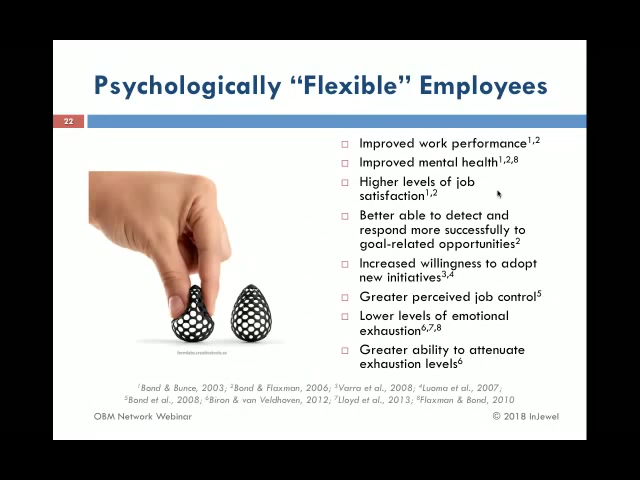 Psychologically “Flexible” Employees
22
Improved work performance1,2
Improved mental health1,2,8
Higher levels of job
satisfaction1,2
Better able to detect and
respond more successfully to
goal-related opportunities2
Increased willingness to adopt
new initiatives3,4
Greater perceived job control5
Lower levels of emotional
exhaustion6,7,8
Greater ability to attenuate
exhaustion levels6
1Bond & Bunce, 2003; 2Bond & Flaxman, 2006; 3Varra et al., 2008; 4Luoma et al., 2007;
5Bond et al., 2008; 6Biron & van Veldhoven, 2012; 7Lloyd et al., 2013; 8Flaxman & Bond, 2010
OBM Network Webinar
© 2018 InJewel